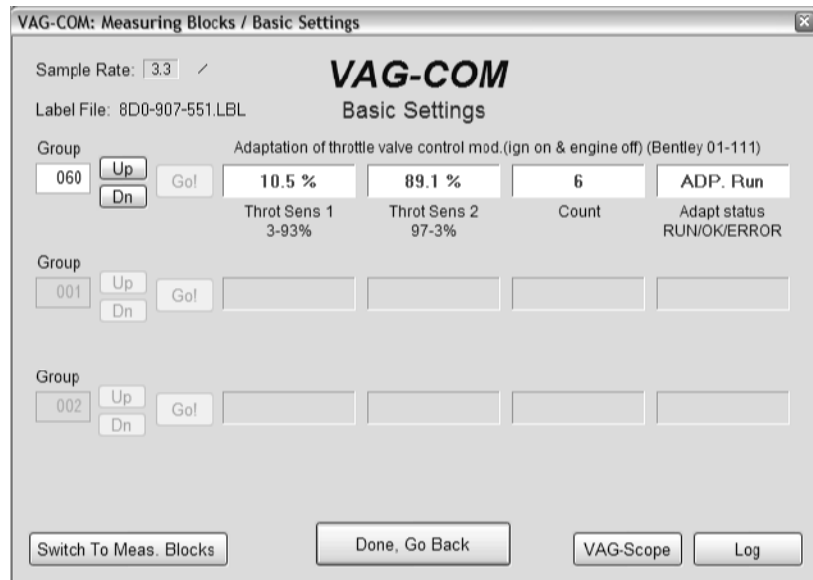 VAG-COM: Measuring Blocks / Basic Settings
Sample Rate: 3.3 /
VAG-COM
Label File: 8D0-907-551.LBL
Basic Settings
Group
Adaptation of throttle valve control mod.(ign on & engine off) (Bentley 01-111)
060 Up Dn Go! 10.5 % 89.1 % 6 ADP. Run
Throt Sens 1 Throt Sens 2 Count Adapt status
3-93% 97-3% RUN/OK/ERROR
Group
001 Up Dn Go!
Group
002 Up Dn Go!
Switch To Meas. Blocks Done, Go Back VAG-Scope Log